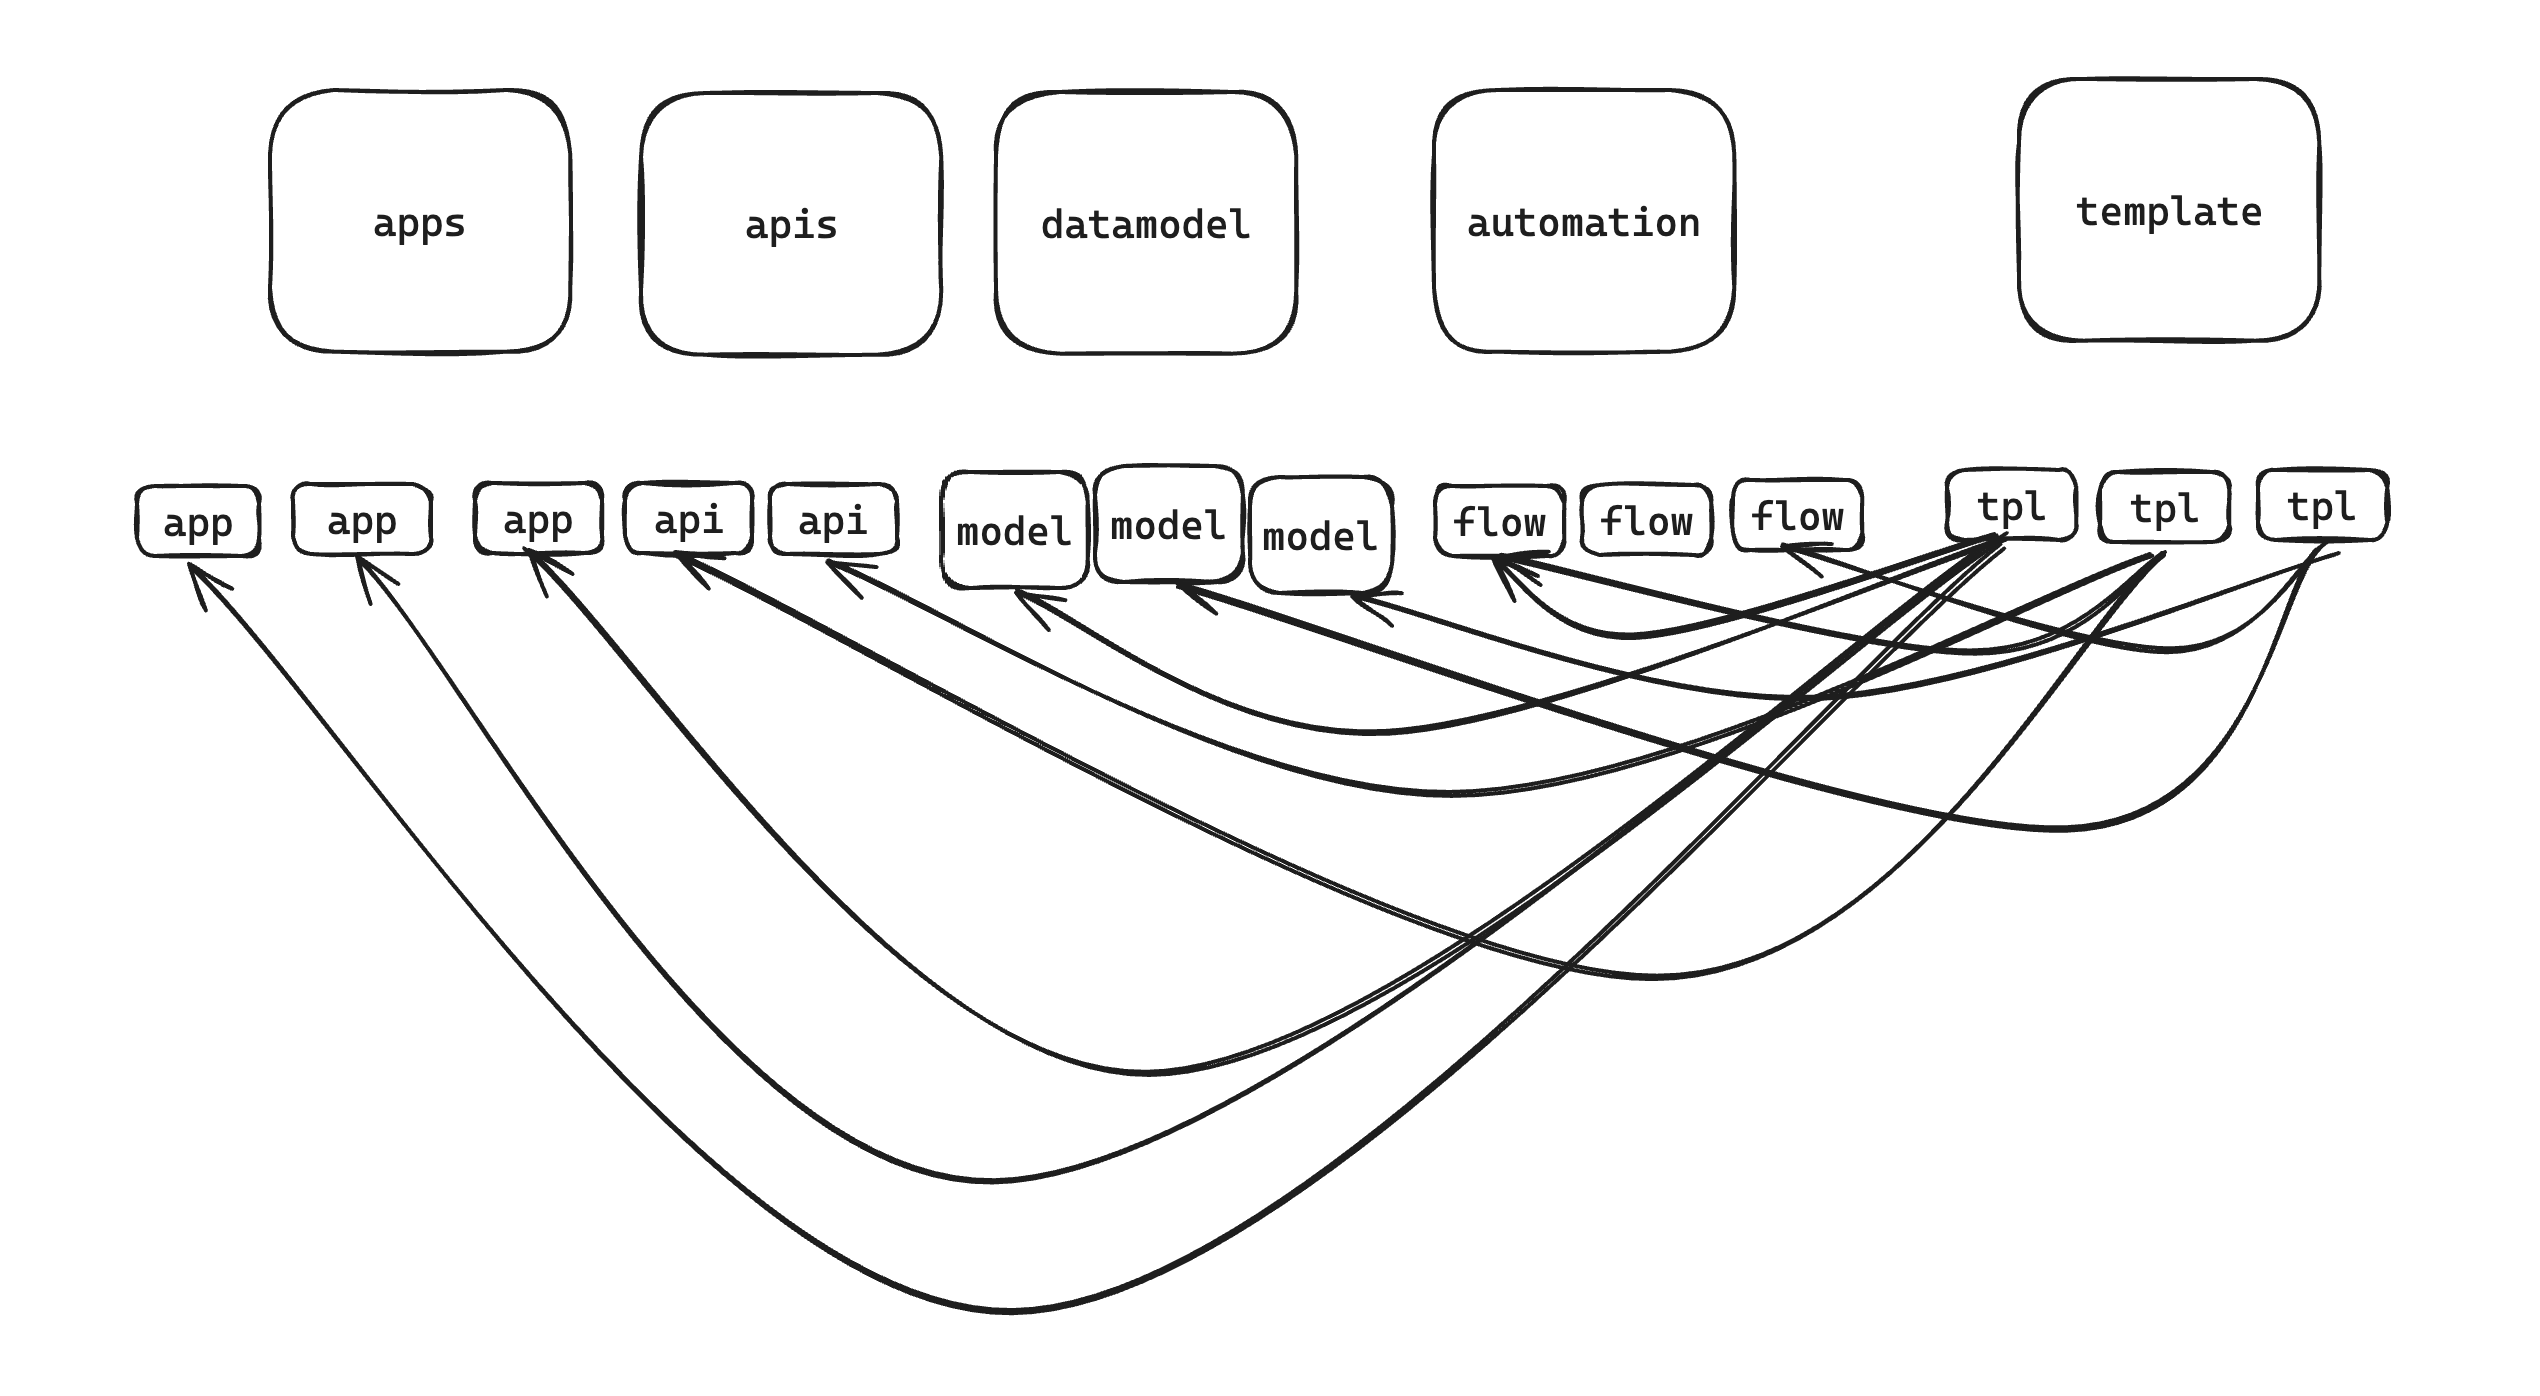 apps
apis
datamodel
automation
template
app
app
app
api
api
model
model
model
flow
flow
flow
tpl
tpl
tpl